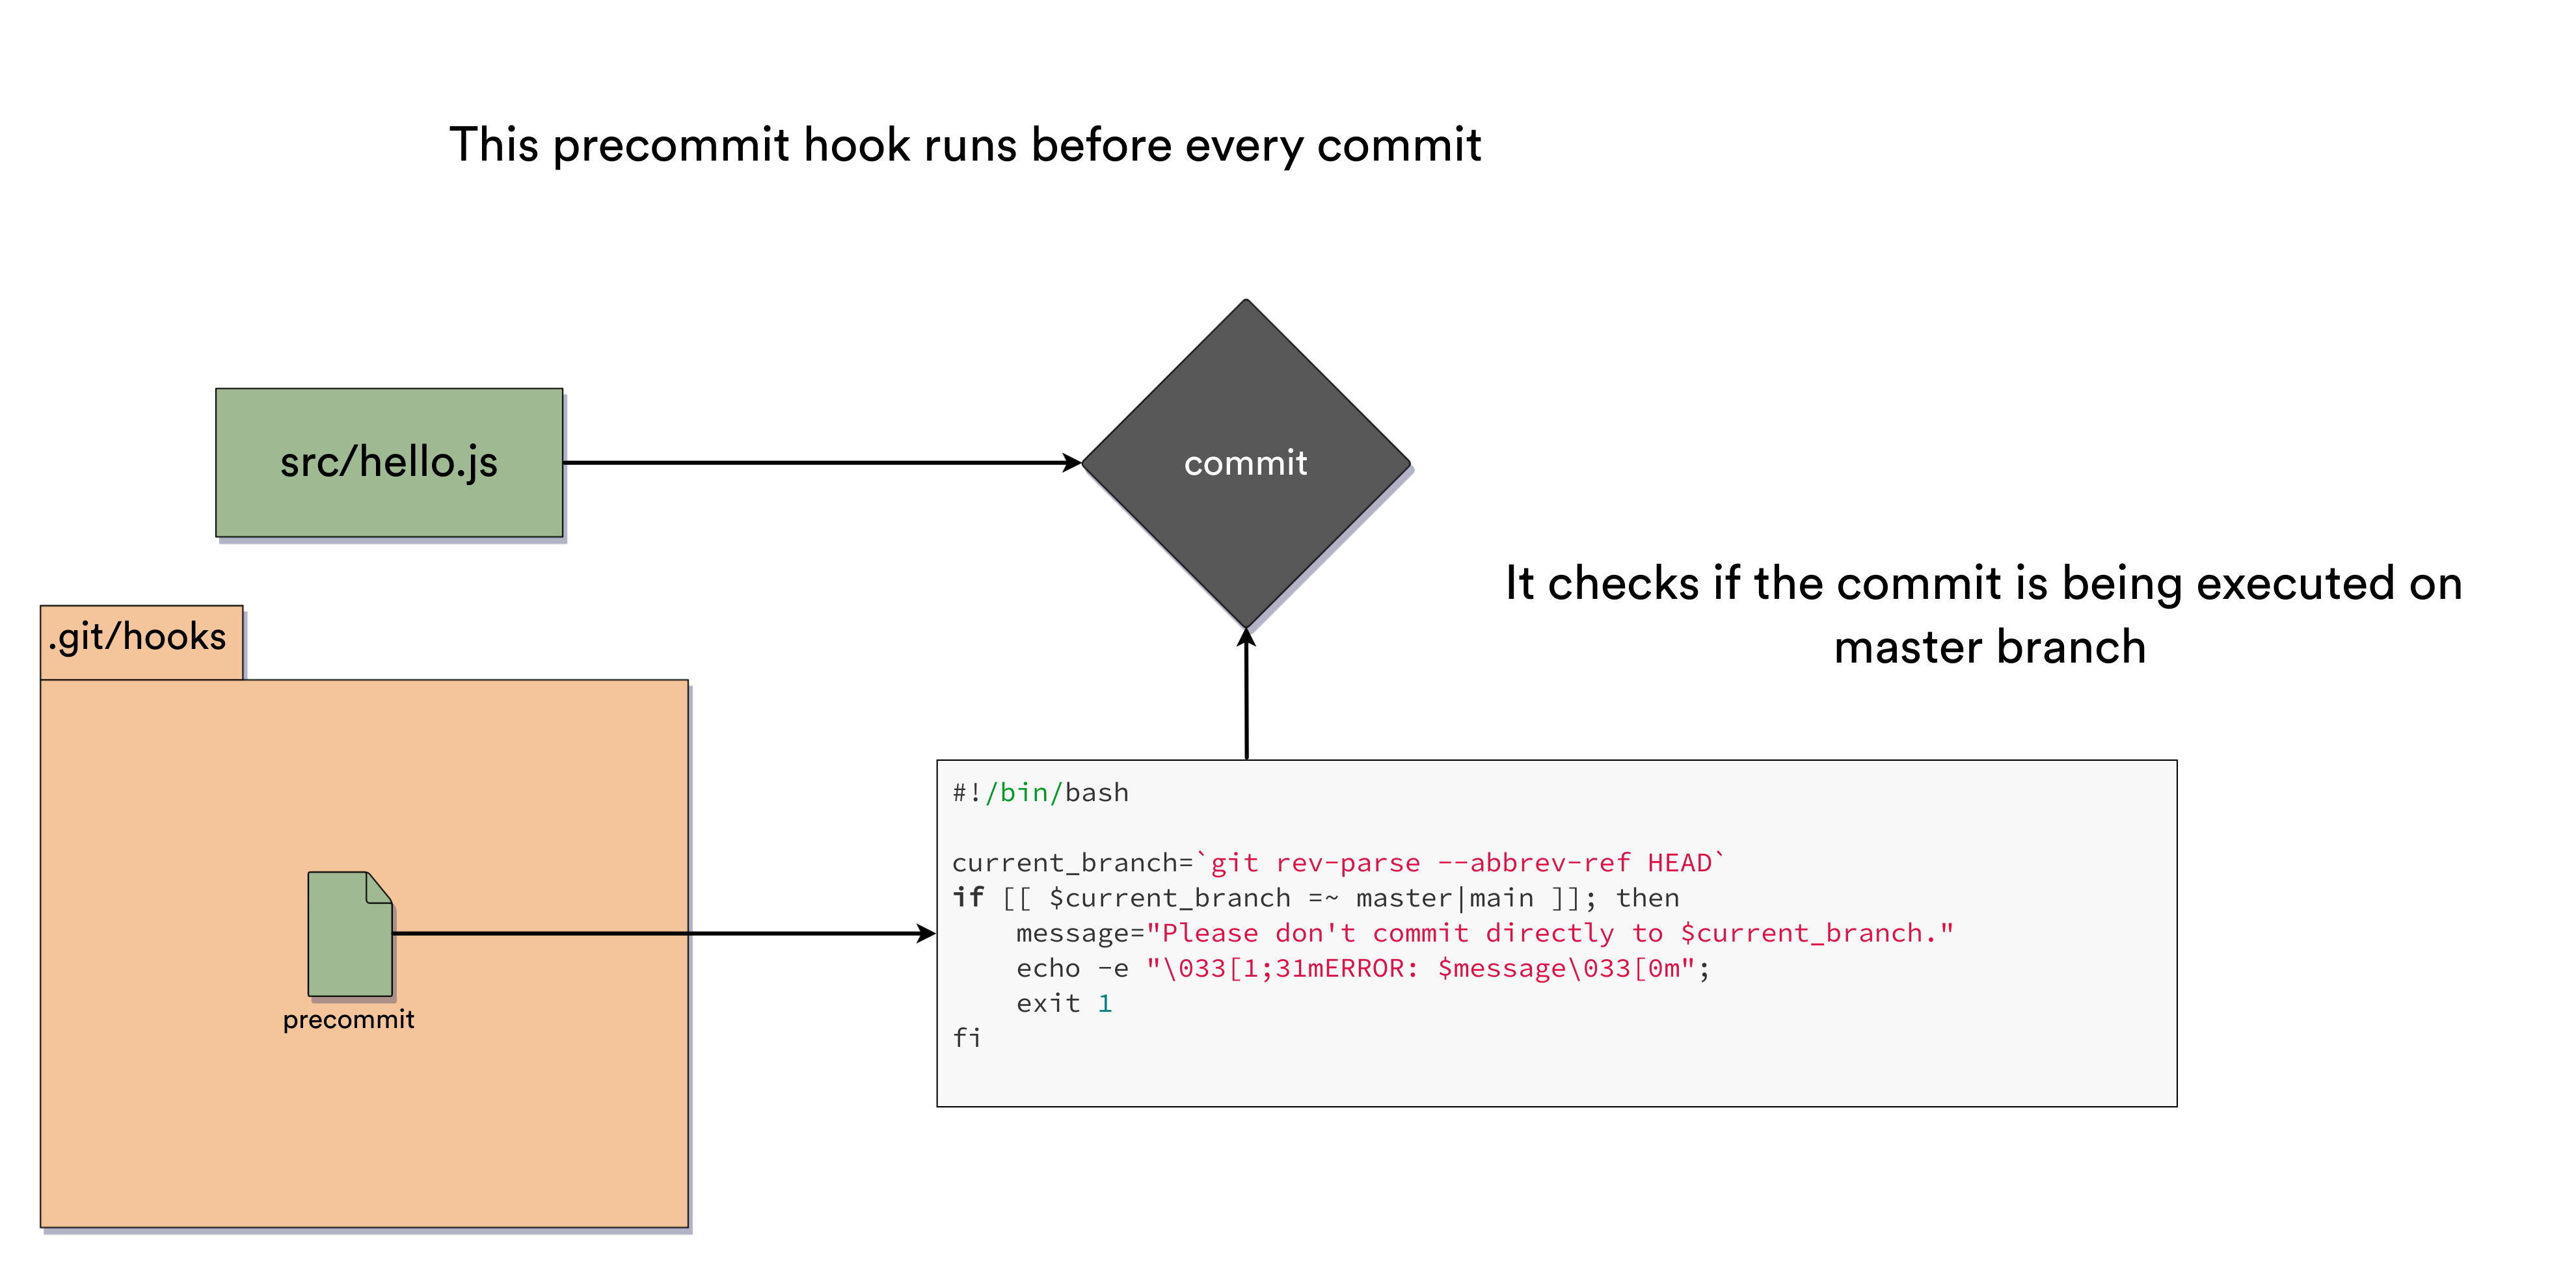 This precommit hook runs before every commit
src/hello.js
commit
It checks if the commit is being executed on
master branch
.git/hooks
precommit
#!/bin/bash
current_branch=`git rev-parse --abbrev-ref HEAD`
if [[ $current_branch =~ master|main ]]; then
    message="Please don't commit directly to $current_branch."
    echo -e "\033[1;31mERROR: $message\033[0m";
    exit 1
fi